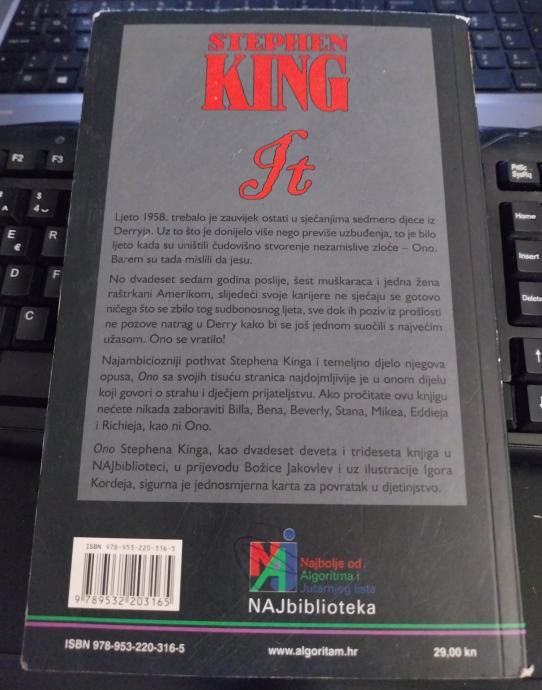 STEPHEN
KING
It
Ljeto 1958. trebalo je zauvijek ostati u sjećanjima sedmero djece iz
Derryja. Uz to što je donijelo više nego previše uzbuđenja, to je bilo
ljeto kada su uništili čudovišno stvorenje nezamislive zloće – Ono.
Barem su tada mislili da jesu.
No dvadeset sedam godina poslije, šest muškaraca i jedna žena
raštrkani Amerikom, slijedeći svoje karijere ne sjećaju se gotovo
ničega što se zbilo tog sudbonosnog ljeta, sve dok ih poziv iz prošlosti
ne pozove natrag u Derry kako bi se još jednom suočili s najvećim
užasom. Ono se vratilo!
Najambiciozniji pothvat Stephena Kinga i temeljno djelo njegova
opusa, Ono sa svojih tisuću stranica najdojmljivije je u onom dijelu
koji govori o strahu i dječjem prijateljstvu. Ako pročitate ovu knjigu
nećete nikada zaboraviti Billa, Bena, Beverly, Stana, Mikea, Eddieja
i Richieja, kao ni Ono.
Ono Stephena Kinga, kao dvadeset deveta i trideseta knjiga u
NAJbiblioteci, u prijevodu Božice Jakovlev i uz ilustracije Igora
Kordeja, sigurna je jednosmjerna karta za povratak u djetinjstvo.
ISBN 978-953-220-316-5
9 789532 203165
NAJ
Najbolje od
Algoritma i
Jutarnjeg lista
NAJbiblioteka
ISBN 978-953-220-316-5
www.algoritam.hr
29,00 kn
F2
F3
$
4
E
€
R
D
F
C
PrtSc
SysRq
Home
Insert
Delete